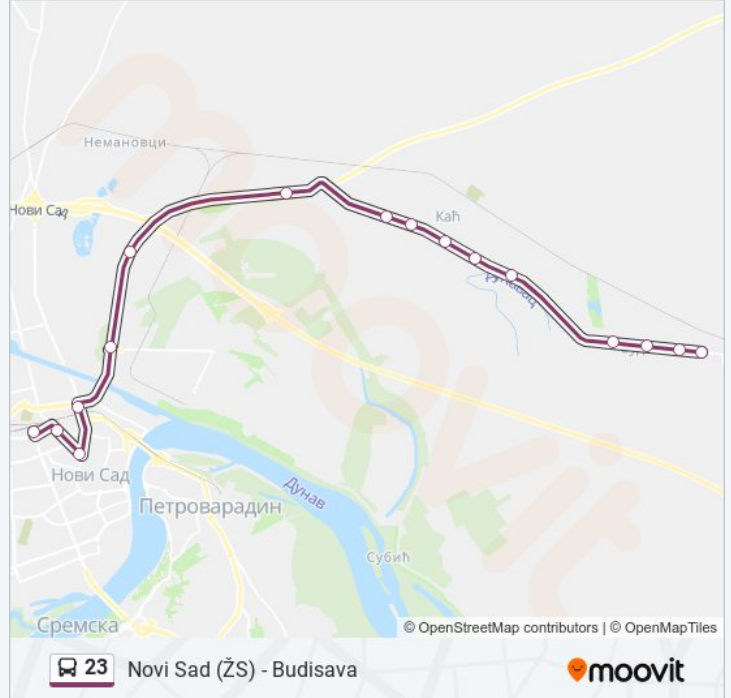 Немановци
Нови Сад
Каћ
Нови Сад
Петроварадин
Дунав
Субић
Сремска
© OpenStreetMap contributors | © OpenMapTiles
23 Novi Sad (ŽS) - Budisava
moovit
moovit